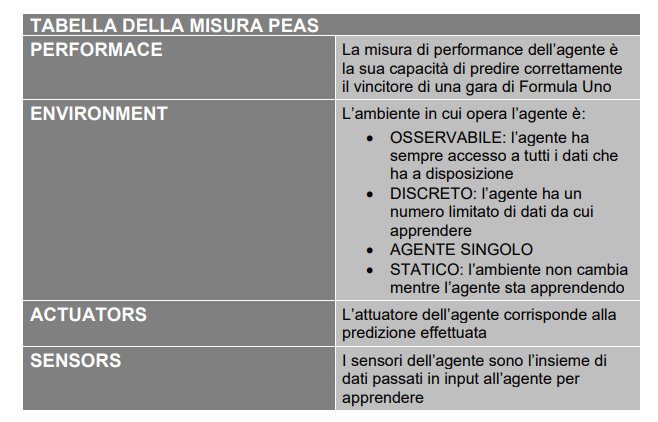 TABELLA DELLA MISURA PEAS
PERFORMACE
La misura di performance dell'agente è
la sua capacità di predire correttamente
il vincitore di una gara di Formula Uno
ENVIRONMENT
L'ambiente in cui opera l'agente è:
• OSSERVABILE: l'agente ha
sempre accesso a tutti i dati che
ha a disposizione
• DISCRETO: l'agente ha un
numero limitato di dati da cui
apprendere
• AGENTE SINGOLO
• STATICO: l'ambiente non cambia
mentre l'agente sta apprendendo
ACTUATORS
L'attuatore dell'agente corrisponde alla
predizione effettuata
SENSORS
I sensori dell'agente sono l'insieme di
dati passati in input all'agente per
apprendere